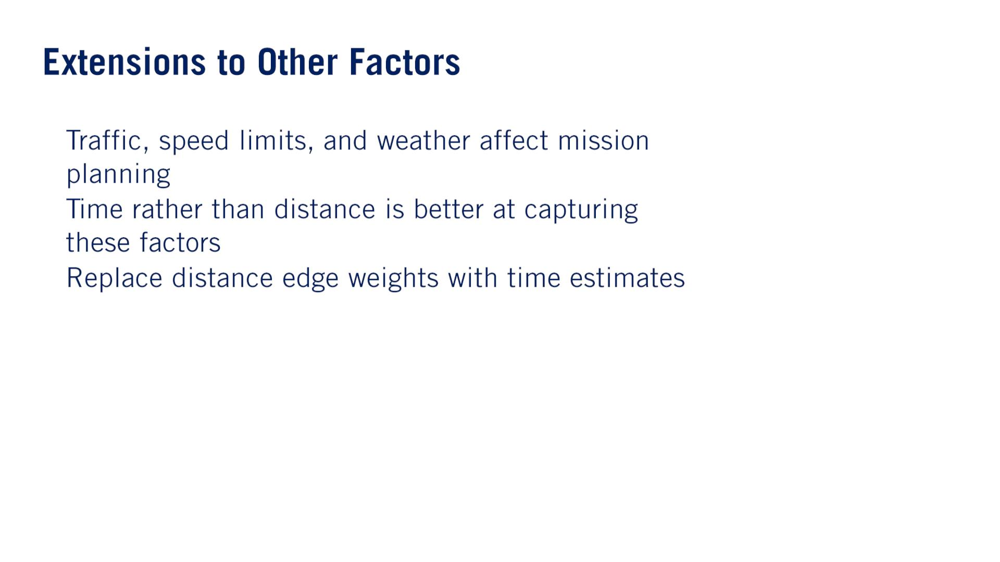 Extensions to Other Factors
Traffic, speed limits, and weather affect mission
planning
Time rather than distance is better at capturing
these factors
Replace distance edge weights with time estimates